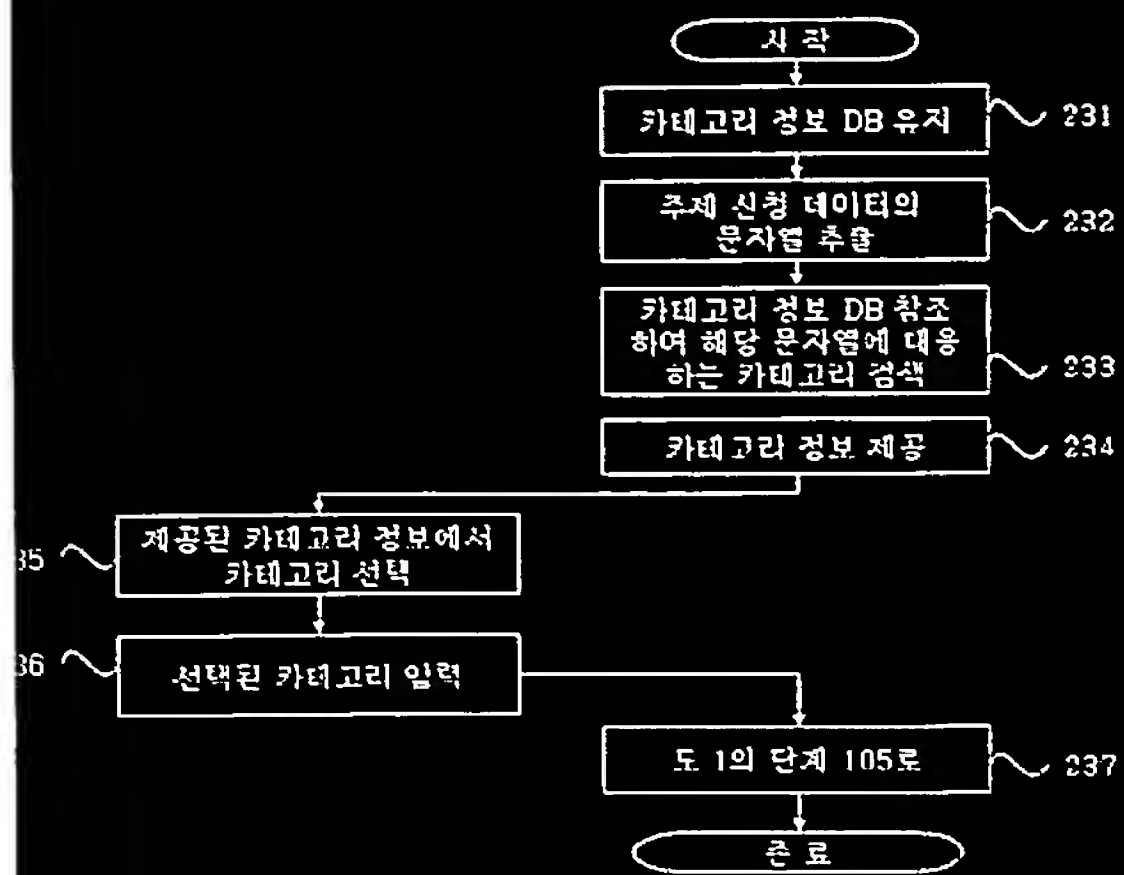 시 작
카테고리 정보 DB 유지
231
주제 신청 데이터의
문자열 추출
232
카테고리 정보 DB 참조
하여 해당 문자열에 대응
하는 카테고리 검색
233
카테고리 정보 제공
234
제공된 카테고리 정보에서
카테고리 선택
35
선택된 카테고리 입력
36
도 1의 단계 105로
237
종 료